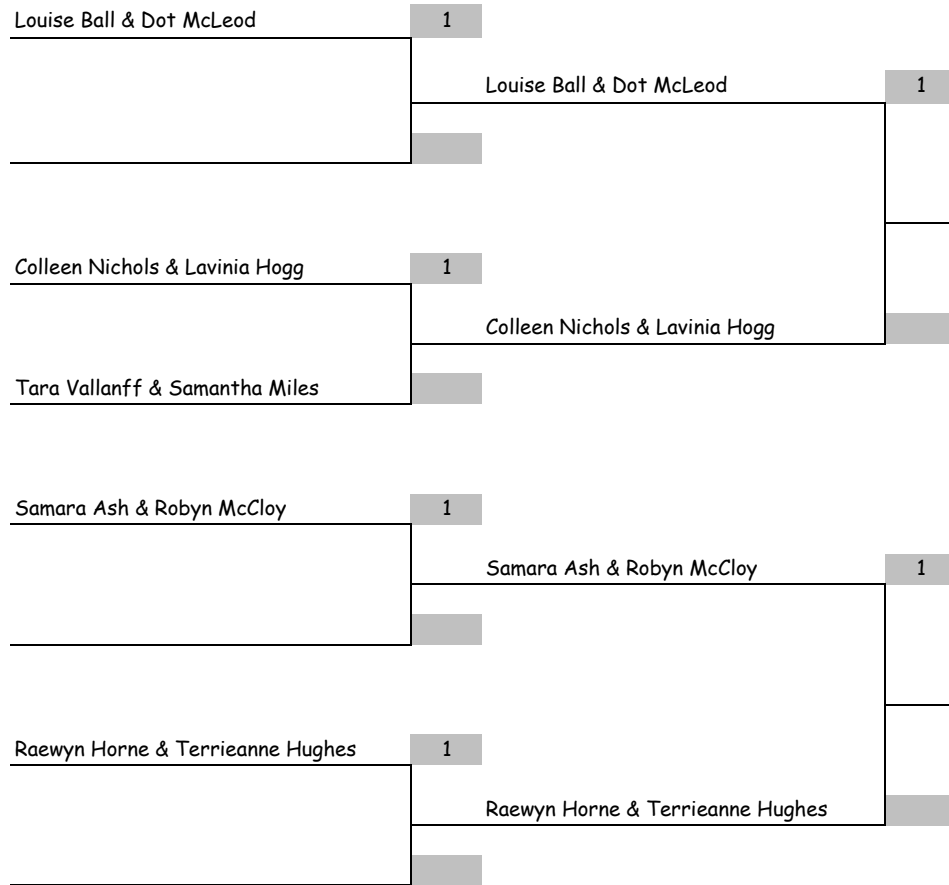 Louise Ball & Dot McLeod 1
Louise Ball & Dot McLeod 1
Colleen Nichols & Lavinia Hogg 1
Colleen Nichols & Lavinia Hogg
Tara Vallanff & Samantha Miles
Samara Ash & Robyn McCloy 1
Samara Ash & Robyn McCloy 1
Raewyn Horne & Terrieanne Hughes 1
Raewyn Horne & Terrieanne Hughes